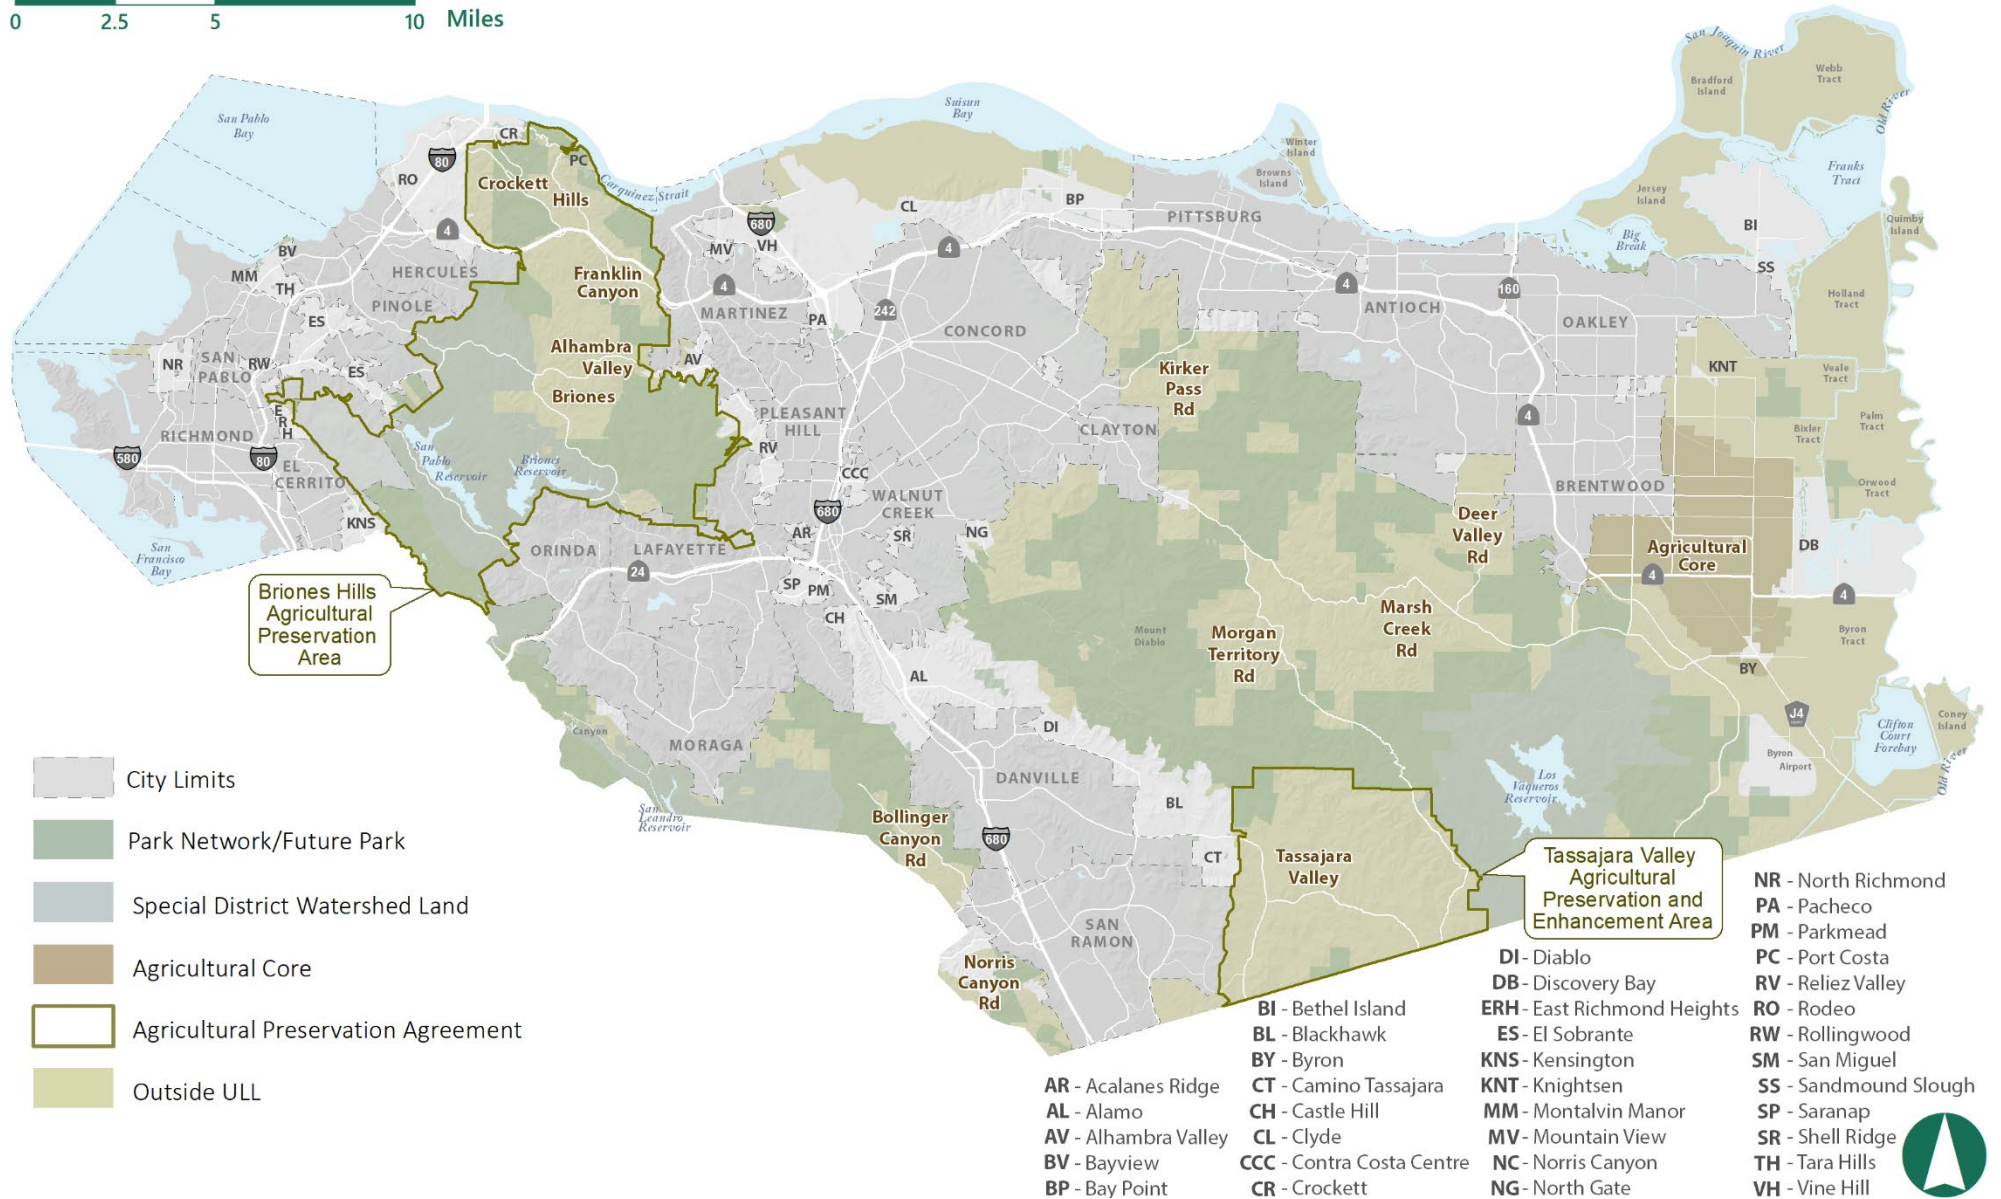 0 2.5 5 10 Miles
San Pablo
Bay
Suisun
Bay
San Joaquin River
Bradford
Island
Webb
Tract
Old River
Franks
Tract
Winter
Island
Browns
Island
Jersey
Island
Quimby
Island
Big
Break
Holland
Tract
Veale
Tract
Palm
Tract
Bixler
Tract
Orwood
Tract
Byron
Tract
Coney
Island
Clifton
Court
Forebay
Old River
Byron
Airport
Los
Vaqueros
Reservoir
Mount
Diablo
Carquinez Strait
San
Pablo
Reservoir
Briones
Reservoir
San
Francisco
Bay
Canyon
San
Leandro
Reservoir
CR
PC
RO
80
4
Crockett
Hills
Franklin
Canyon
Alhambra
Valley
Briones
BV
MM
TH
HERCULES
PINOLE
ES
NR
SAN
PABLO
RW
ES
E
R
H
RICHMOND
580
80
EL
CERRITO
KNS
MV
680
VH
4
MARTINEZ
PA
AV
CL
BP
4
242
CONCORD
PITTSBURG
4
ANTIOCH
160
OAKLEY
BI
SS
KNT
PLEASANT
HILL
RV
CCC
WALNUT
CREEK
680
CLAYTON
Kirker
Pass
Rd
4
BRENTWOOD
Deer
Valley
Rd
Agricultural
Core
4
DB
4
ORINDA
LAFAYETTE
24
AR
SR
NG
SP
PM
SM
CH
AL
Morgan
Territory
Rd
Marsh
Creek
Rd
BY
J4
MORAGA
DI
DANVILLE
BL
680
CT
Bollinger
Canyon
Rd
Tassajara
Valley
SAN
RAMON
Norris
Canyon
Rd
Briones Hills
Agricultural
Preservation
Area
Tassajara Valley
Agricultural
Preservation and
Enhancement Area
City Limits
Park Network/Future Park
Special District Watershed Land
Agricultural Core
Agricultural Preservation Agreement
Outside ULL
AR - Acalanes Ridge
AL - Alamo
AV - Alhambra Valley
BV - Bayview
BP - Bay Point
BI - Bethel Island
BL - Blackhawk
BY - Byron
CT - Camino Tassajara
CH - Castle Hill
CL - Clyde
CCC - Contra Costa Centre
CR - Crockett
DI - Diablo
DB - Discovery Bay
ERH - East Richmond Heights
ES - El Sobrante
KNS - Kensington
KNT - Knightsen
MM - Montalvin Manor
MV - Mountain View
NC - Norris Canyon
NG - North Gate
NR - North Richmond
PA - Pacheco
PM - Parkmead
PC - Port Costa
RV - Reliez Valley
RO - Rodeo
RW - Rollingwood
SM - San Miguel
SS - Sandmound Slough
SP - Saranap
SR - Shell Ridge
TH - Tara Hills
VH - Vine Hill